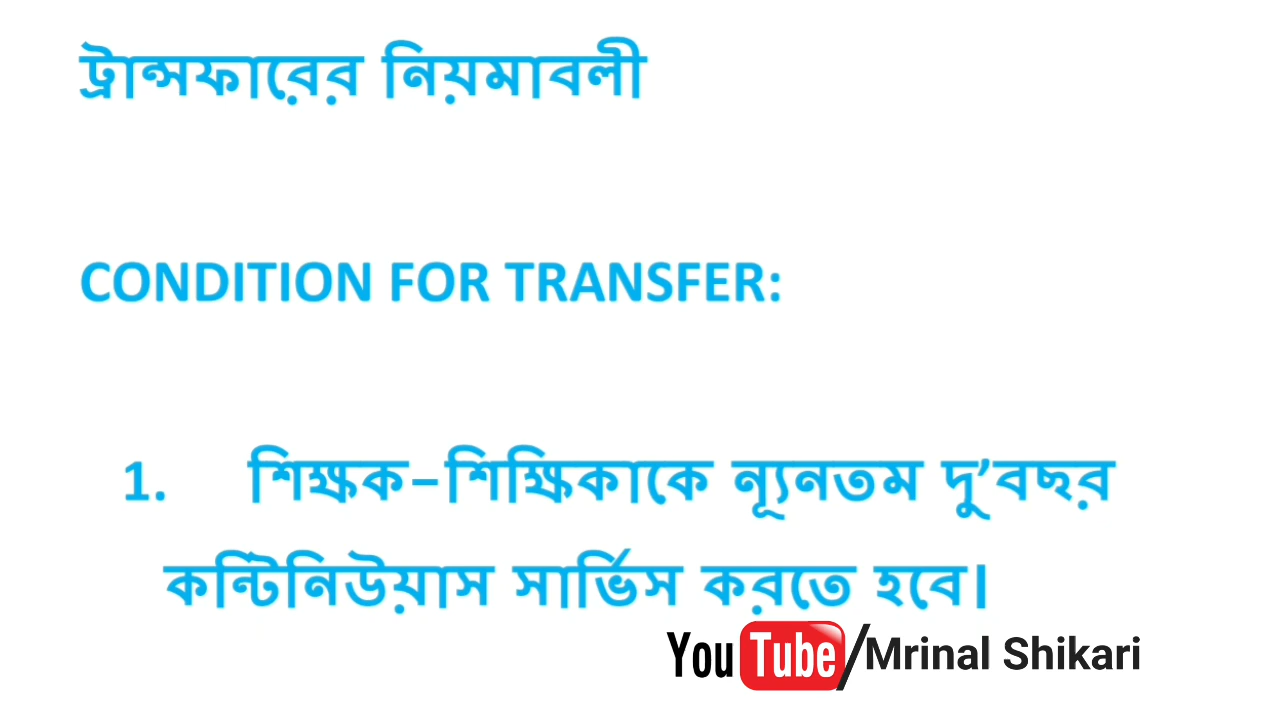 ট্রান্সফারের নিয়মাবলী
CONDITION FOR TRANSFER:
1. শিক্ষক-শিক্ষিকাকে ন্যূনতম দু’বছর
কন্টিনিউয়াস সার্ভিস করতে হবে।
YouTube/Mrinal Shikari